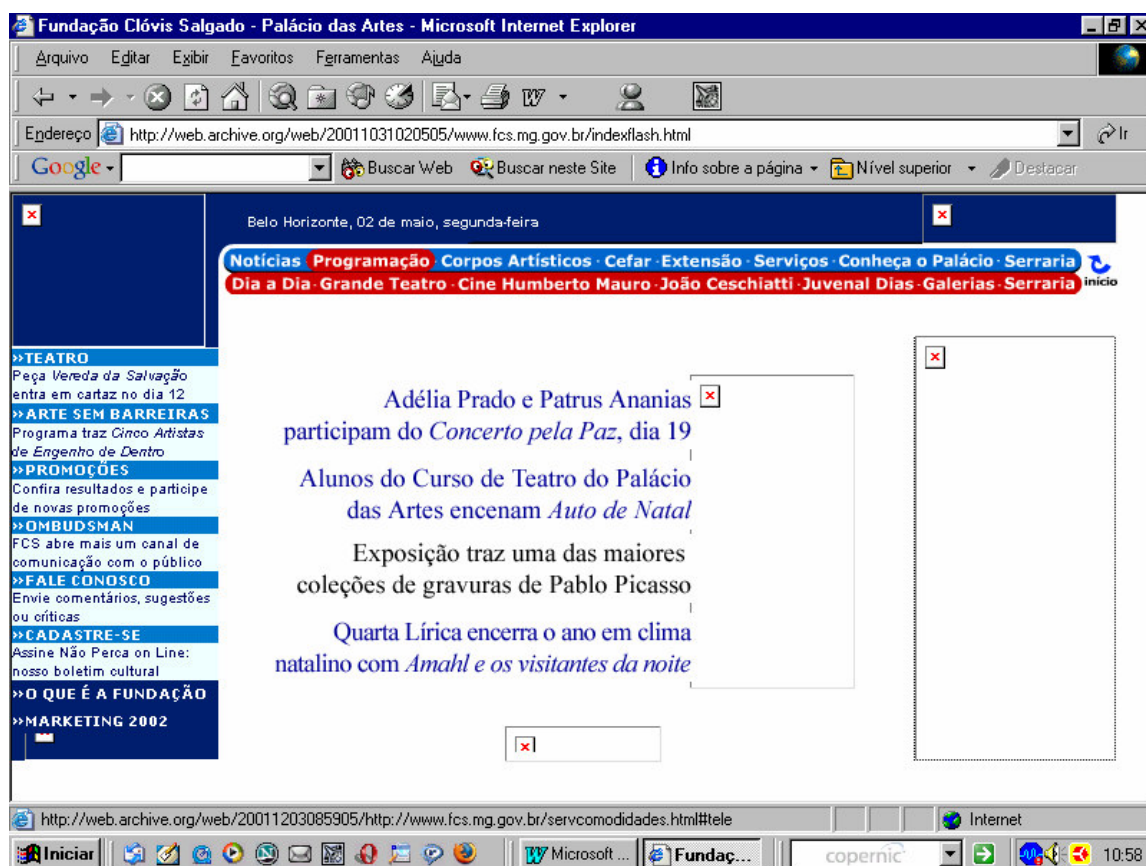 Fundação Clóvis Salgado - Palácio das Artes - Microsoft Internet Explorer
Arquivo Editar Exibir Favoritos Ferramentas Ajuda
Endereço http://web.archive.org/web/20011031020505/www.fcs.mg.gov.br/indexflash.html Ir
Google Buscar Web Buscar neste Site Info sobre a página Nível superior Destacar
Belo Horizonte, 02 de maio, segunda-feira
Notícias Programação · Corpos Artísticos · Cefar · Extensão · Serviços · Conheça o Palácio · Serraria
Dia a Dia · Grande Teatro · Cine Humberto Mauro · João Ceschiatti · Juvenal Dias · Galerias · Serraria início
»TEATRO
Peça Vereda da Salvação
entra em cartaz no dia 12
»ARTE SEM BARREIRAS
Programa traz Cinco Artistas
de Engenho de Dentro
»PROMOÇÕES
Confira resultados e participe
de novas promoções
»OMBUDSMAN
FCS abre mais um canal de
comunicação com o público
»FALE CONOSCO
Envie comentários, sugestões
ou críticas
»CADASTRE-SE
Assine Não Perca on Line:
nosso boletim cultural
»O QUE É A FUNDAÇÃO
»MARKETING 2002
Adélia Prado e Patrus Ananias
participam do Concerto pela Paz, dia 19
Alunos do Curso de Teatro do Palácio
das Artes encenam Auto de Natal
Exposição traz uma das maiores
coleções de gravuras de Pablo Picasso
Quarta Lírica encerra o ano em clima
natalino com Amahl e os visitantes da noite
http://web.archive.org/web/20011203085905/http://www.fcs.mg.gov.br/servcomodidades.html#tele Internet
Iniciar Microsoft ... Fundaç... copernic 10:59